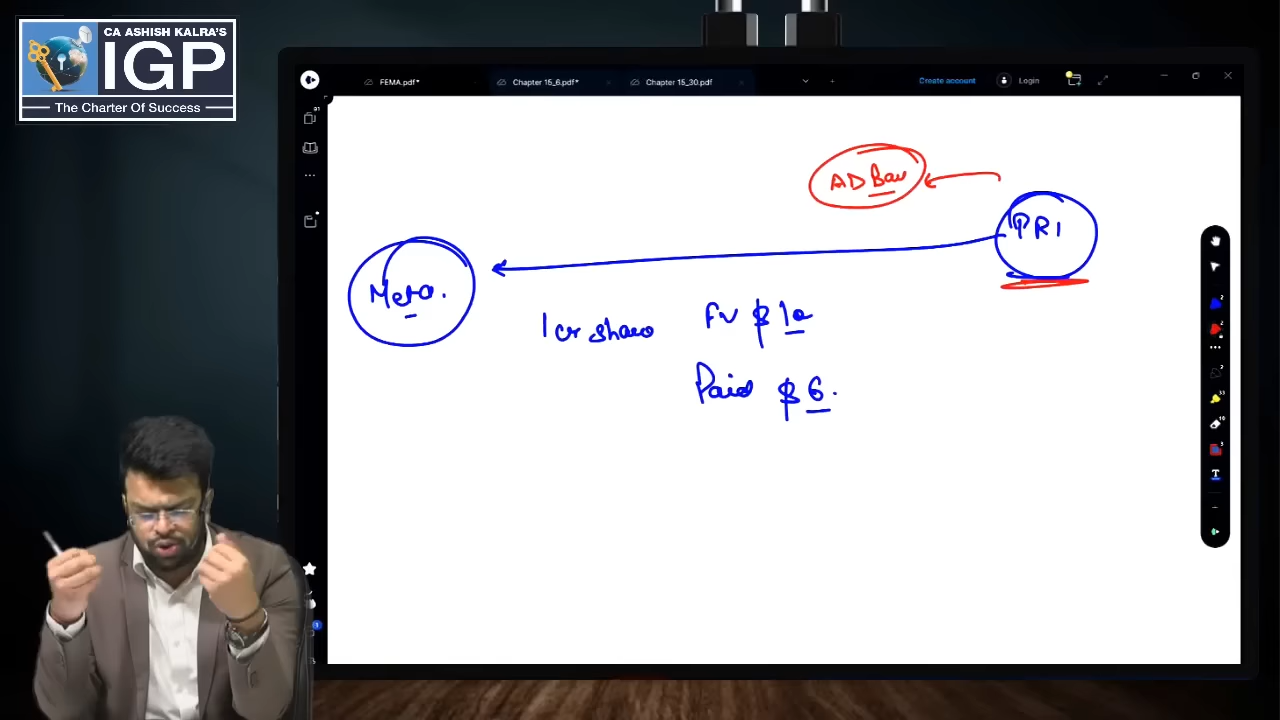 CA ASHISH KALRA'S
IGP
The Charter Of Success
FEMA.pdf*
Chapter 15_6.pdf*
Chapter 15_30.pdf
Create account
Login
AD Ban
PRI
Meta.
1 cr share
FV $ 10
Paid $ 6.